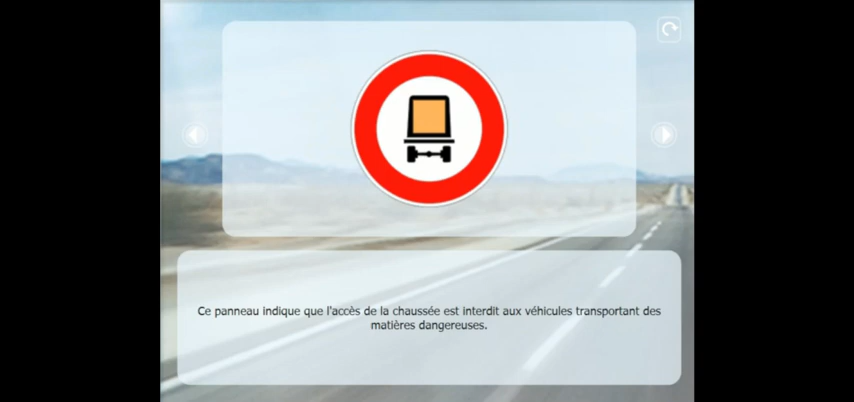 Ce panneau indique que l'accès de la chaussée est interdit aux véhicules transportant des
matières dangereuses.